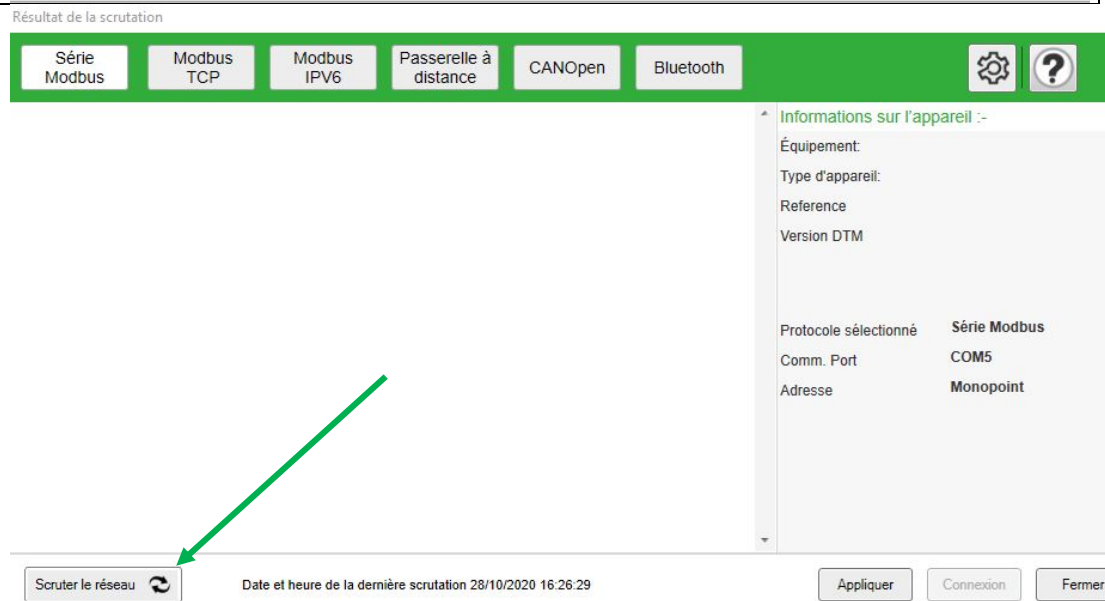 Résultat de la scrutation
Série
Modbus
Modbus
TCP
Modbus
IPV6
Passerelle à
distance
CANOpen
Bluetooth
?
Informations sur l'appareil :-
Équipement:
Type d'appareil:
Reference
Version DTM
Protocole sélectionné Série Modbus
Comm. Port COM5
Adresse Monopoint
Scruter le réseau Date et heure de la dernière scrutation 28/10/2020 16:26:29 Appliquer Connexion Fermer